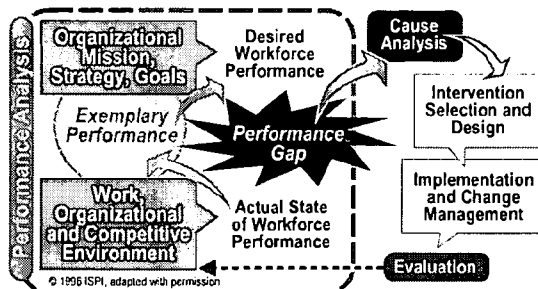 Performance Analysis
Organizational
Mission,
Strategy, Goals
Desired
Workforce
Performance
Exemplary
Performance
Performance
Gap
Work,
Organizational
and Competitive
Environment
Actual State
of Workforce
Performance
© 1996 ISPI, adapted with permission
Cause
Analysis
Intervention
Selection and
Design
Implementation
and Change
Management
Evaluation